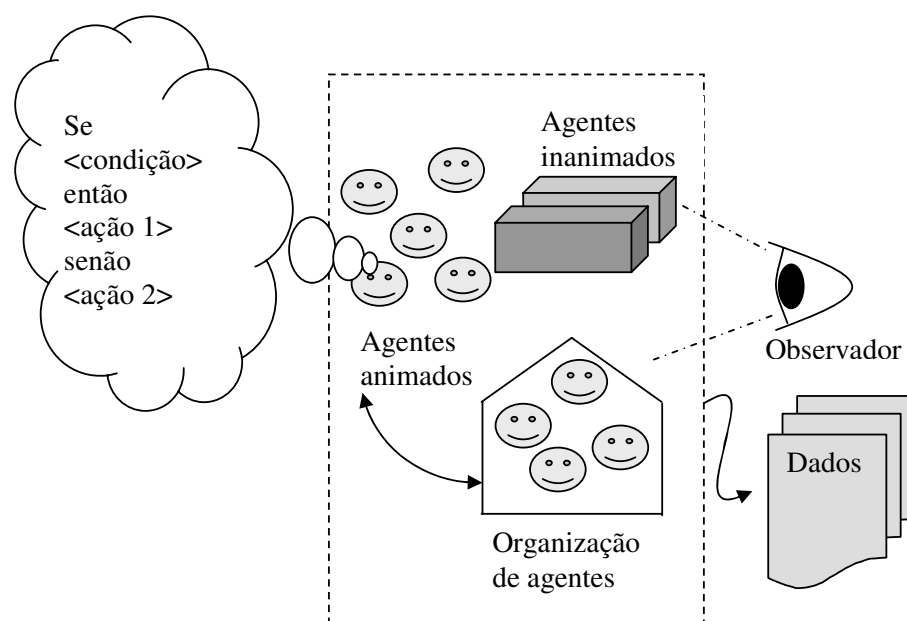 Se
<condição>
então
<ação 1>
senão
<ação 2>
Agentes
inanimados
Agentes
animados
Observador
Dados
Organização
de agentes